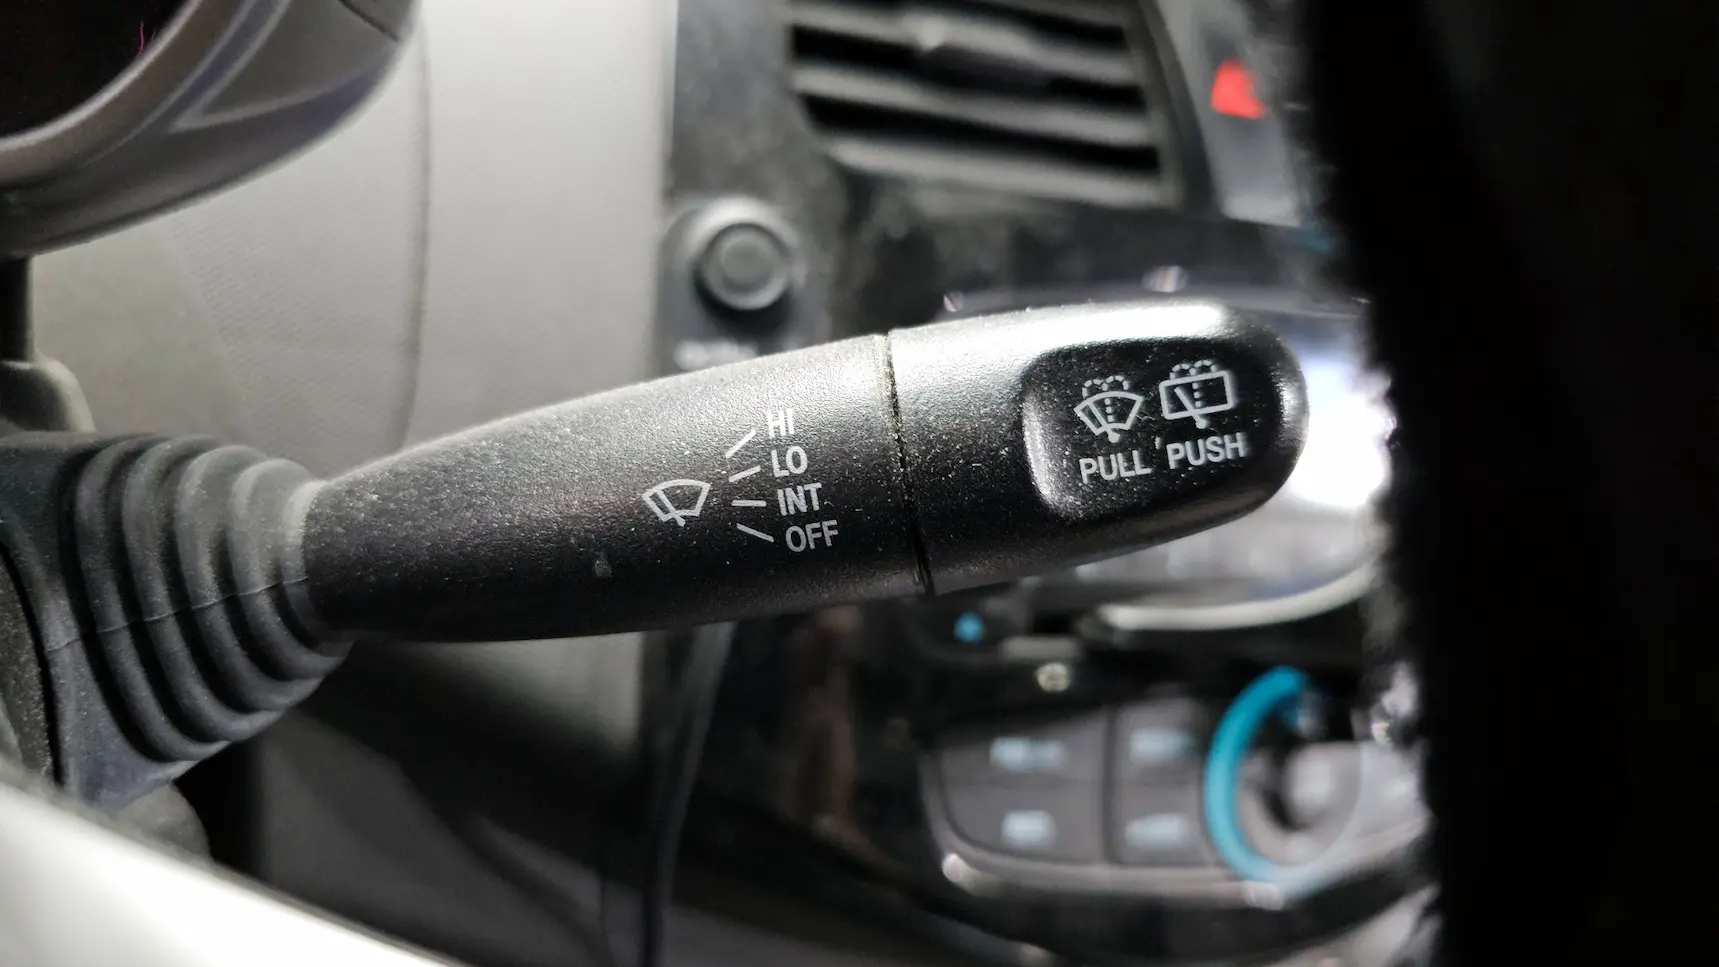 HI
LO
INT
OFF
PULL PUSH